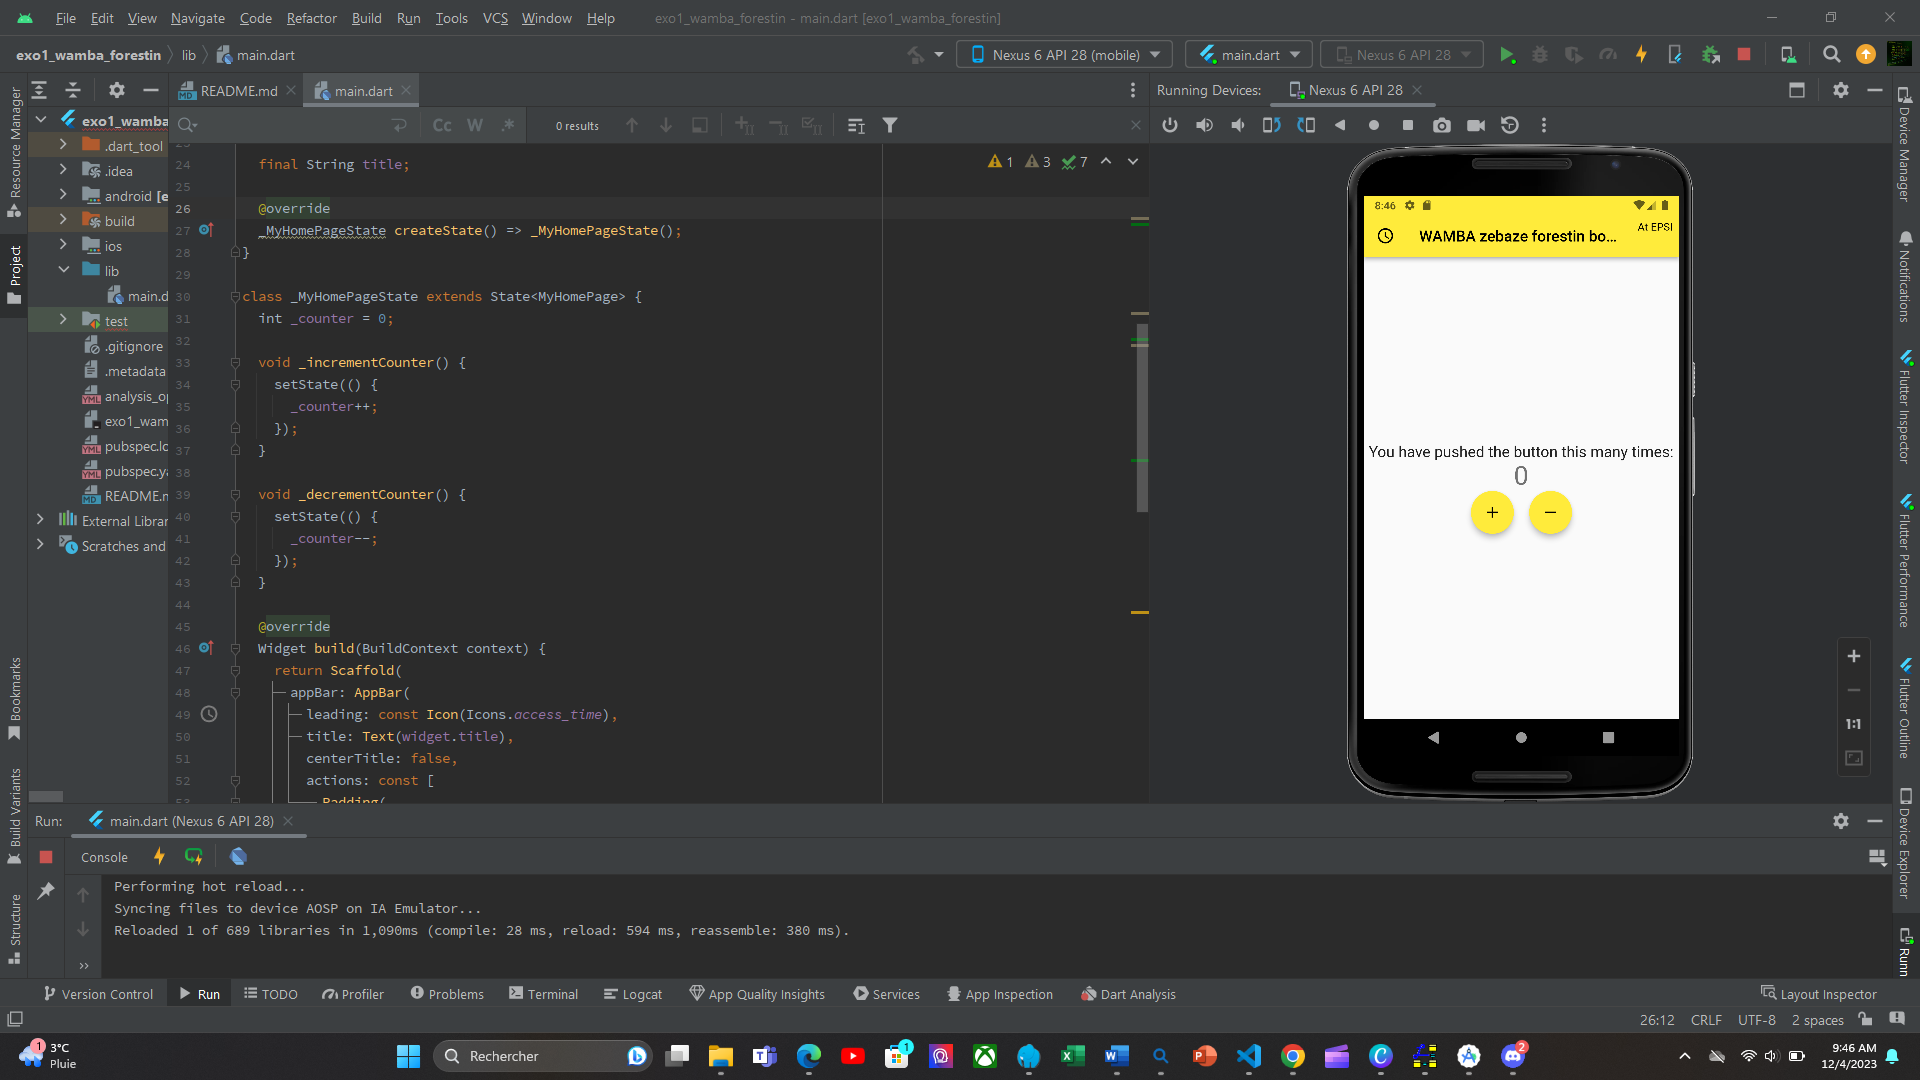 File Edit View Navigate Code Refactor Build Run Tools VCS Window Help exo1_wamba_forestin - main.dart [exo1_wamba_forestin]
exo1_wamba_forestin lib main.dart Nexus 6 API 28 (mobile) main.dart Nexus 6 API 28
README.md main.dart
Running Devices: Nexus 6 API 28
Cc W .* 0 results
Resource Manager
Project
Bookmarks
Build Variants
Structure
exo1_wamba
.dart_tool
.idea
android [e
build
ios
lib
main.d
test
.gitignore
.metadata
analysis_op
exo1_wam
pubspec.lo
pubspec.ya
README.m
External Librar
Scratches and
1 3 7
24 final String title;
25
26 @override
27 _MyHomePageState createState() => _MyHomePageState();
28 }
29
30 class _MyHomePageState extends State<MyHomePage> {
31 int _counter = 0;
32
33 void _incrementCounter() {
34 setState(() {
35 _counter++;
36 });
37 }
38
39 void _decrementCounter() {
40 setState(() {
41 _counter--;
42 });
43 }
44
45 @override
46 Widget build(BuildContext context) {
47 return Scaffold(
48 appBar: AppBar(
49 leading: const Icon(Icons.access_time),
50 title: Text(widget.title),
51 centerTitle: false,
52 actions: const [
53 Padding(
8:46
At EPSI
WAMBA zebaze forestin bo...
You have pushed the button this many times:
0
+ −
1:1
Device Manager
Notifications
Flutter Inspector
Flutter Performance
Flutter Outline
Device Explorer
Runn
Run: main.dart (Nexus 6 API 28)
Console
Performing hot reload...
Syncing files to device AOSP on IA Emulator...
Reloaded 1 of 689 libraries in 1,090ms (compile: 28 ms, reload: 594 ms, reassemble: 380 ms).
Version Control Run TODO Profiler Problems Terminal Logcat App Quality Insights Services App Inspection Dart Analysis Layout Inspector
26:12 CRLF UTF-8 2 spaces
1 3°C
Pluie
Rechercher
1
2
9:46 AM
12/4/2023